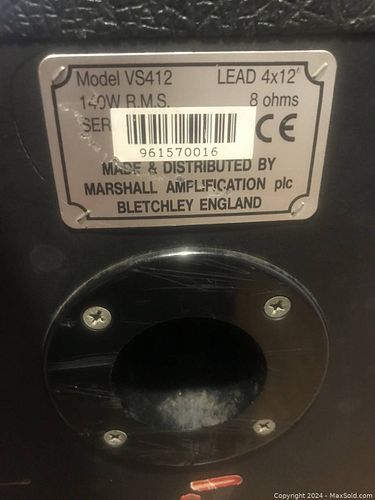 Model VS412 LEAD 4x12"
140W R.M.S. 8 ohms
SER CE
961570016
MADE & DISTRIBUTED BY
MARSHALL AMPLIFICATION plc
BLETCHLEY ENGLAND
Copyright 2024 - MaxSold.com